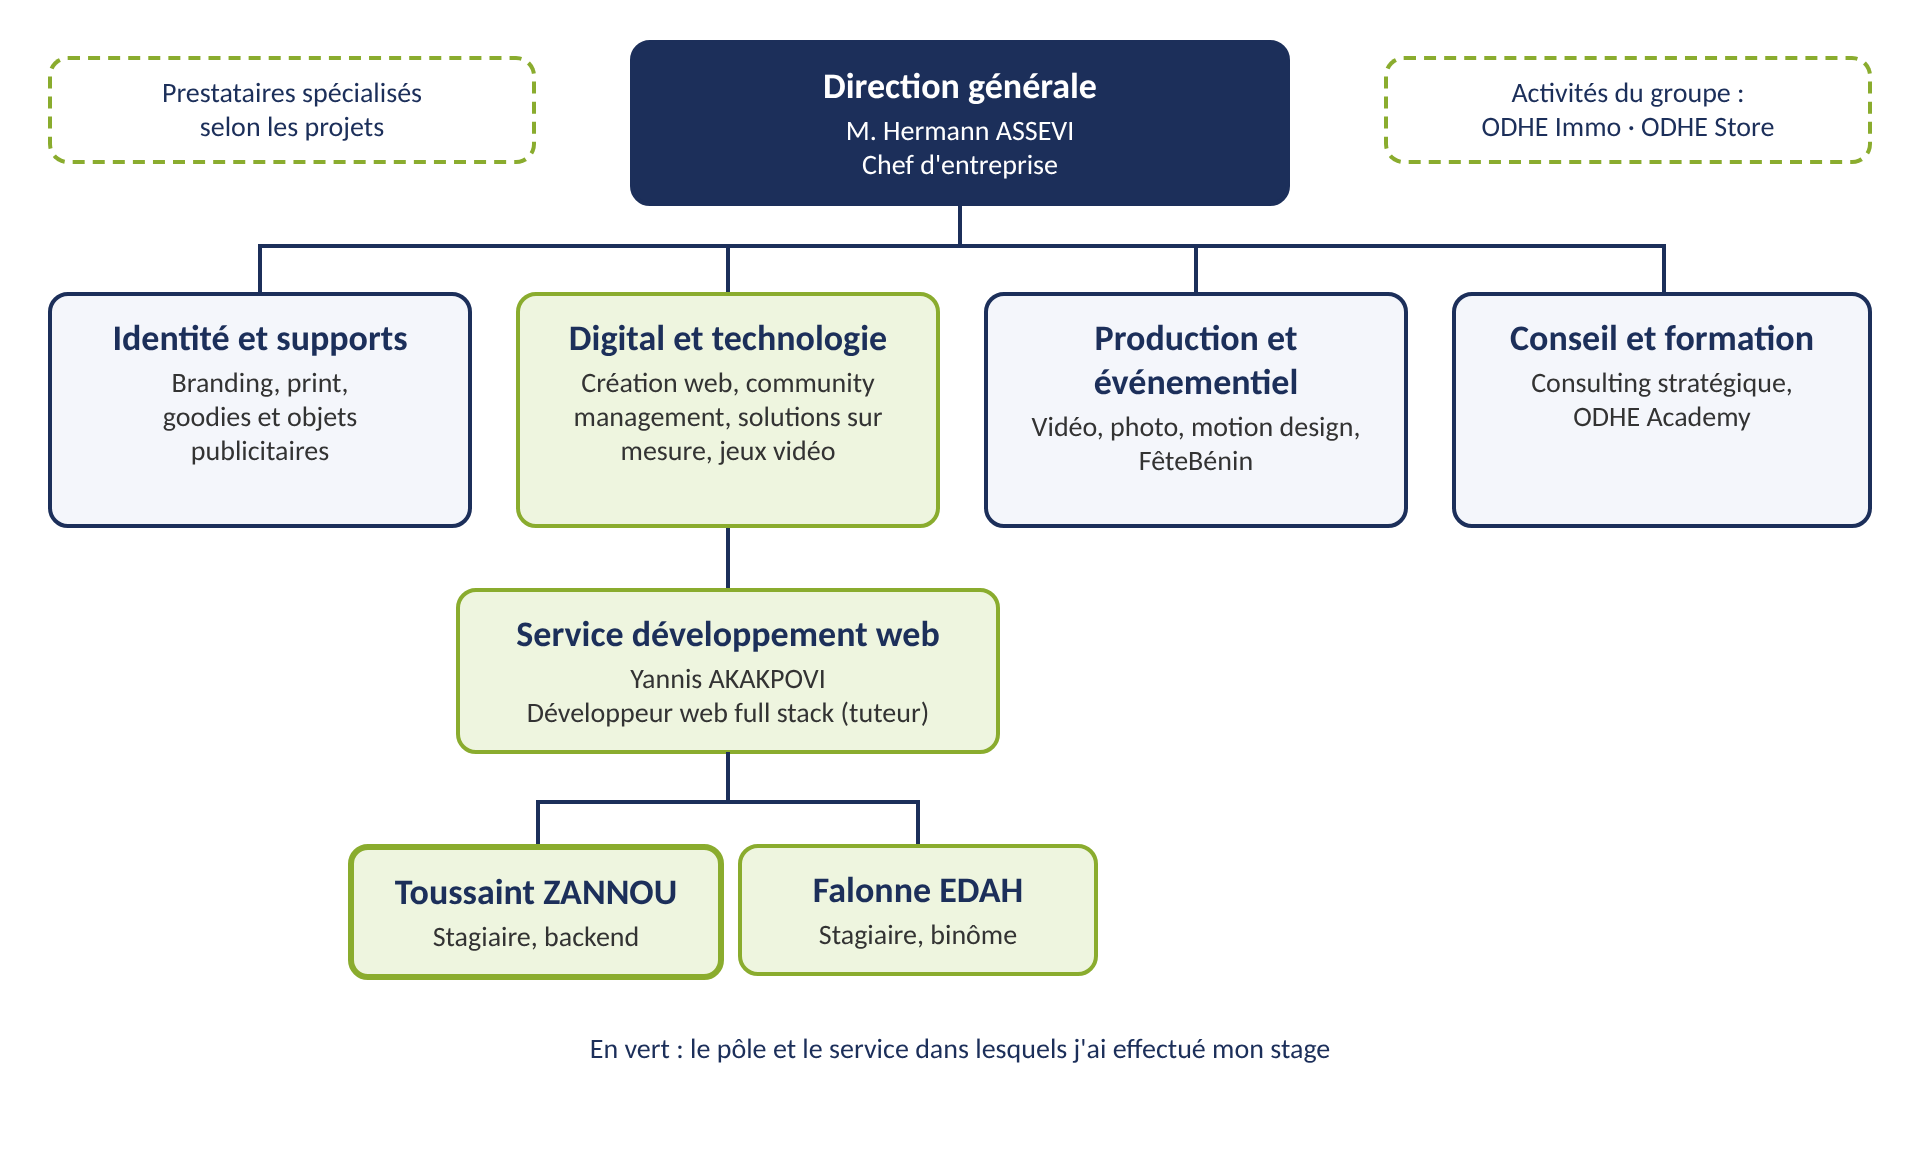 Prestataires spécialisés
selon les projets
Direction générale
M. Hermann ASSEVI
Chef d'entreprise
Activités du groupe :
ODHE Immo · ODHE Store
Identité et supports
Branding, print,
goodies et objets
publicitaires
Digital et technologie
Création web, community
management, solutions sur
mesure, jeux vidéo
Production et
événementiel
Vidéo, photo, motion design,
FêteBénin
Conseil et formation
Consulting stratégique,
ODHE Academy
Service développement web
Yannis AKAKPOVI
Développeur web full stack (tuteur)
Toussaint ZANNOU
Stagiaire, backend
Falonne EDAH
Stagiaire, binôme
En vert : le pôle et le service dans lesquels j'ai effectué mon stage